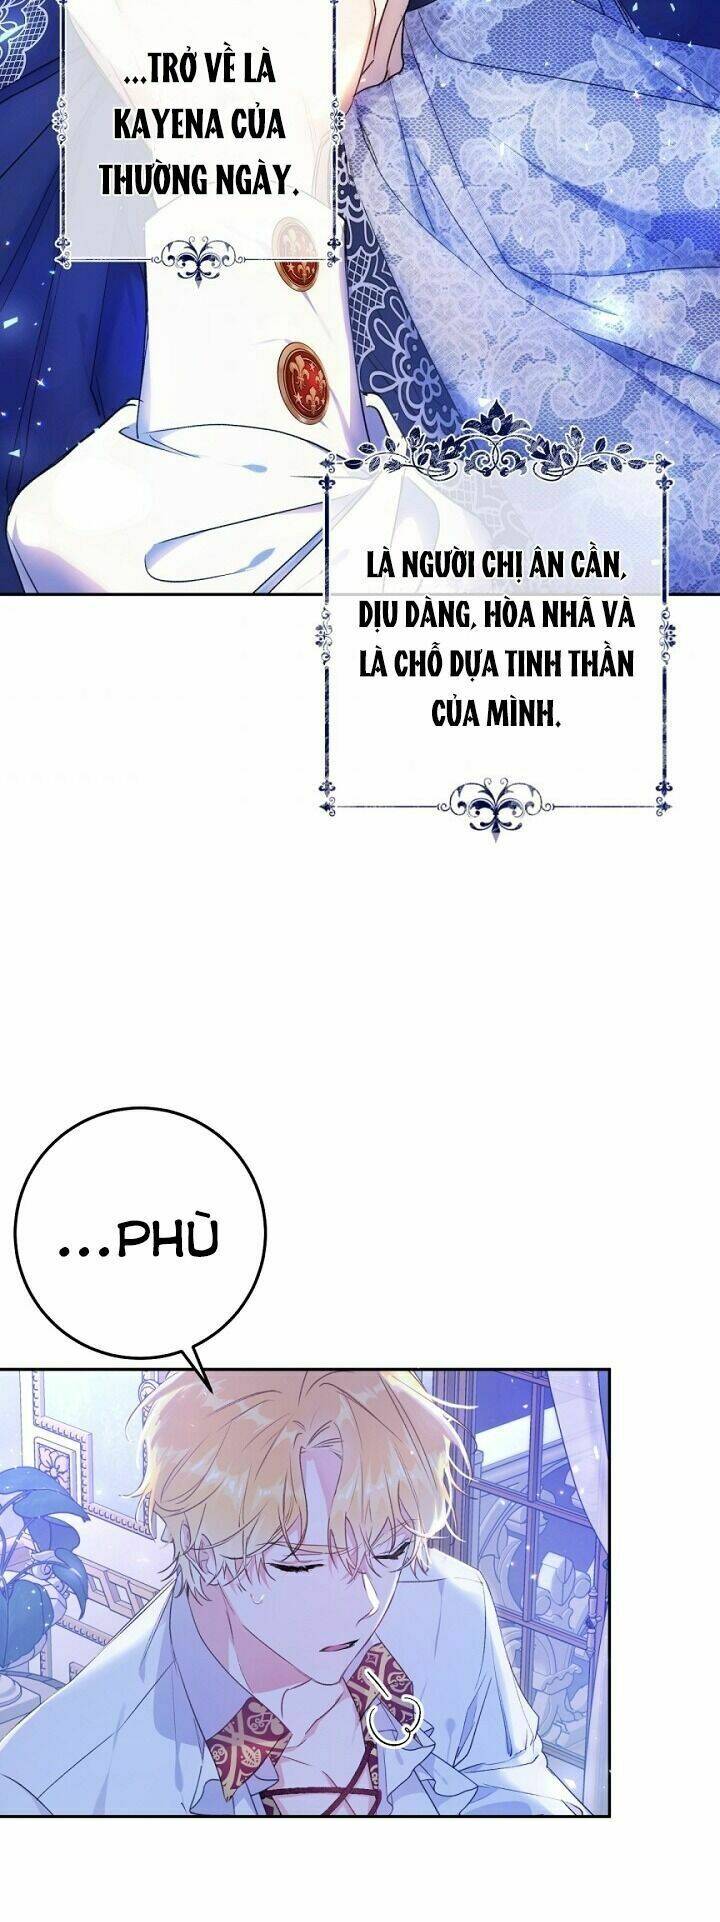 ...TRỞ VỀ LÀ
KAYENA CỦA
THƯỜNG NGÀY.
LÀ NGƯỜI CHỊ ÂN CẦN,
DỊU DÀNG, HÒA NHÃ VÀ
LÀ CHỖ DỰA TINH THẦN
CỦA MÌNH.
...PHÙ